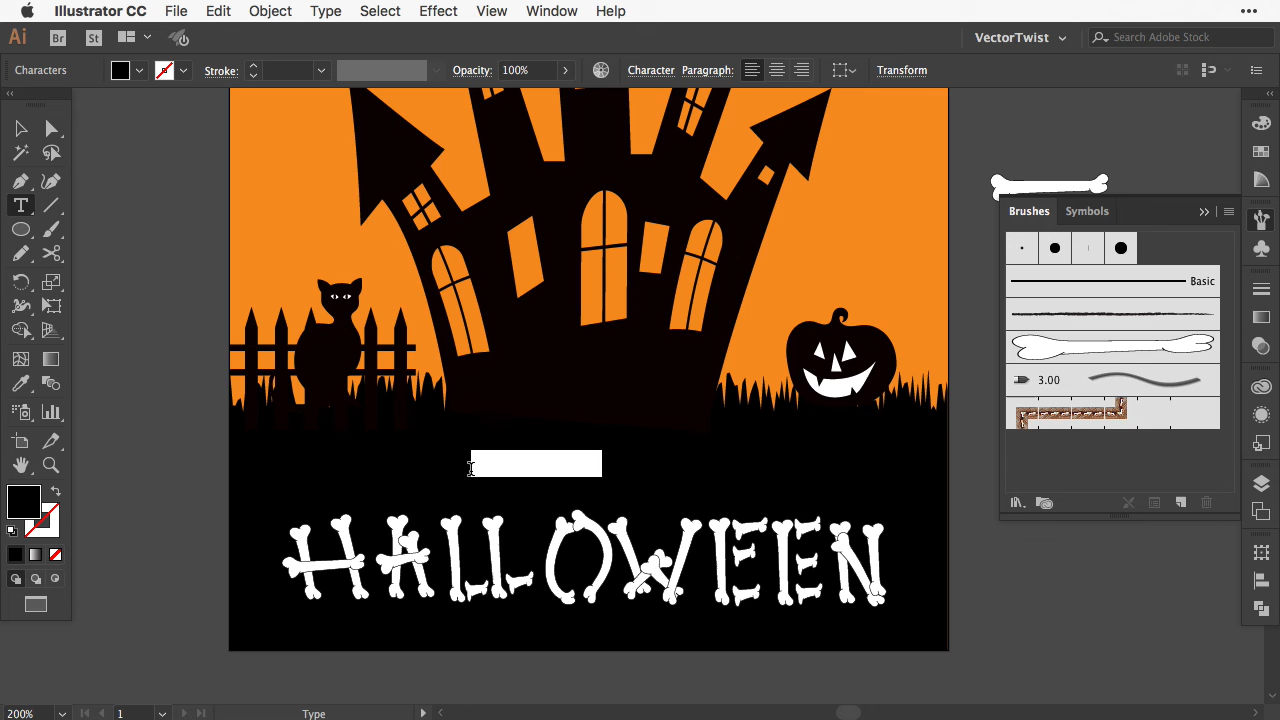 Illustrator CC File Edit Object Type Select Effect View Window Help
Ai Br St VectorTwist Search Adobe Stock
Characters Stroke: Opacity: 100% Character Paragraph: Transform
Brushes Symbols
Basic
3.00
T
HALLOWEEN
200% 1 Type